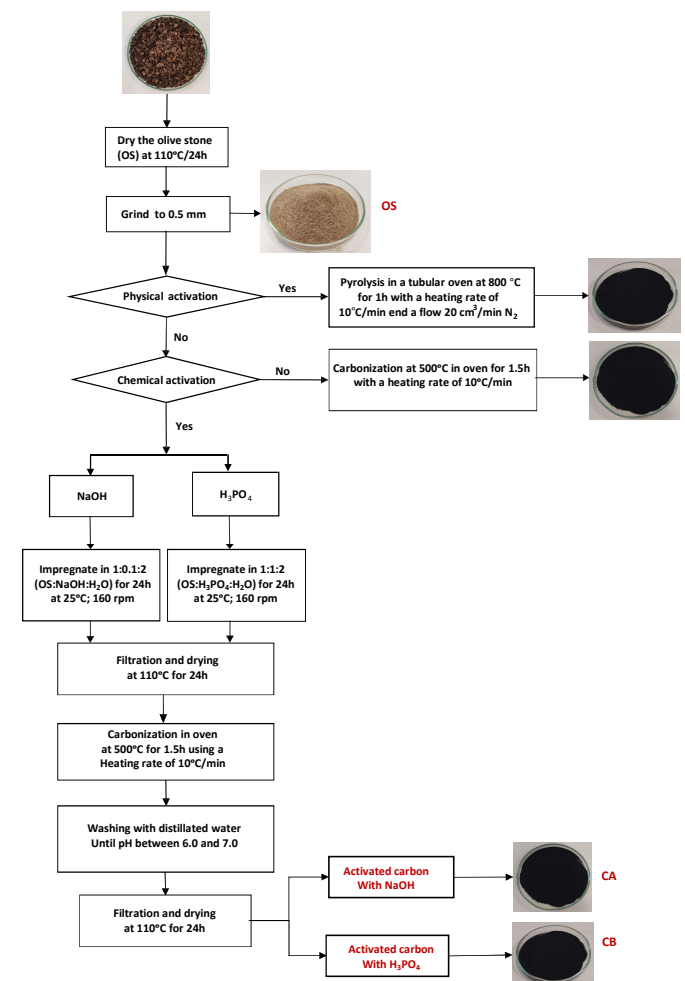 Dry the olive stone
(OS) at 110°C/24h
Grind to 0.5 mm
OS
Physical activation
Yes
Pyrolysis in a tubular oven at 800 °C
for 1h with a heating rate of
10°C/min end a flow 20 cm³/min N₂
No
Chemical activation
No
Carbonization at 500°C in oven for 1.5h
with a heating rate of 10°C/min
Yes
NaOH
H₃PO₄
Impregnate in 1:0.1:2
(OS:NaOH:H₂O) for 24h
at 25°C; 160 rpm
Impregnate in 1:1:2
(OS:H₃PO₄:H₂O) for 24h
at 25°C; 160 rpm
Filtration and drying
at 110°C for 24h
Carbonization in oven
at 500°C for 1.5h using a
Heating rate of 10°C/min
Washing with distillated water
Until pH between 6.0 and 7.0
Filtration and drying
at 110°C for 24h
Activated carbon
With NaOH
CA
Activated carbon
With H₃PO₄
CB